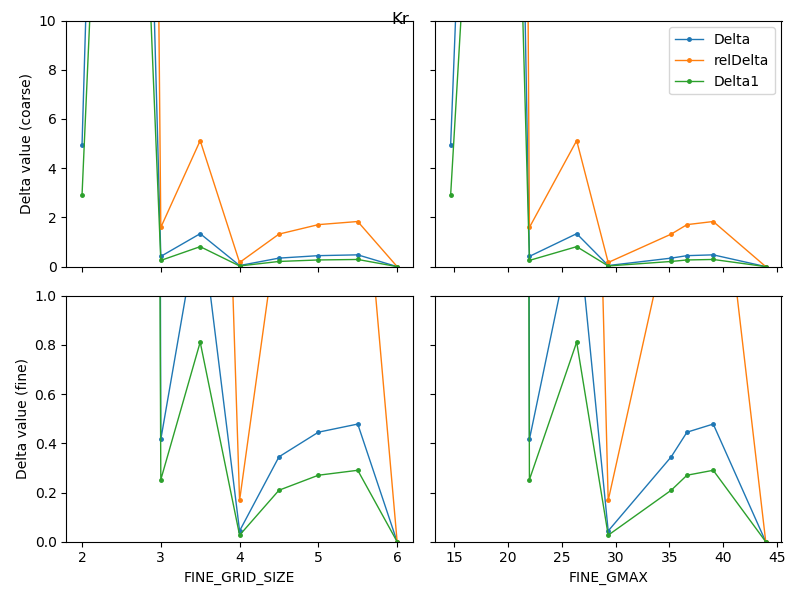 Kr
10
8
6
4
2
0
Delta value (coarse)
Delta
relDelta
Delta1
1.0
0.8
0.6
0.4
0.2
0.0
Delta value (fine)
2 3 4 5 6
FINE_GRID_SIZE
15 20 25 30 35 40 45
FINE_GMAX